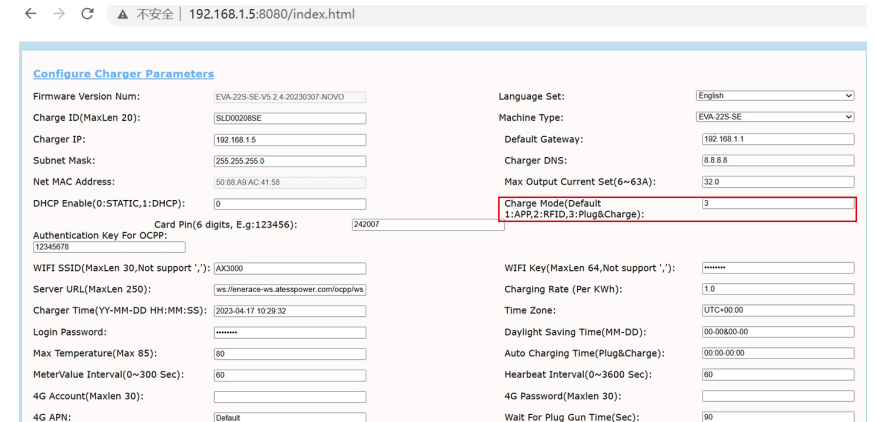 不安全 | 192.168.1.5:8080/index.html
Configure Charger Parameters
Firmware Version Num: EVA-22S-SE-V5.2.4-20230307-NOVO Language Set: English
Charge ID(MaxLen 20): SLD00206SE Machine Type: EVA-22S-SE
Charger IP: 192.168.1.5 Default Gateway: 192.168.1.1
Subnet Mask: 255.255.255.0 Charger DNS: 8.8.8.8
Net MAC Address: 50:88:A9:AC:41:58 Max Output Current Set(6~63A): 32.0
DHCP Enable(0:STATIC,1:DHCP): 0 Charge Mode(Default 3
1:APP,2:RFID,3:Plug&Charge):
Card Pin(6 digits, E.g:123456): 242007
Authentication Key For OCPP:
12345678
WIFI SSID(MaxLen 30,Not support ','): AX3000 WIFI Key(MaxLen 64,Not support ','): ••••••••
Server URL(MaxLen 250): ws://enerace-ws.atesspower.com/ocpp/ws Charging Rate (Per KWh): 1.0
Charger Time(YY-MM-DD HH:MM:SS): 2023-04-17 10:29:32 Time Zone: UTC+00:00
Login Password: •••••••• Daylight Saving Time(MM-DD): 00-00&00-00
Max Temperature(Max 85): 80 Auto Charging Time(Plug&Charge): 00:00-00:00
MeterValue Interval(0~300 Sec): 60 Hearbeat Interval(0~3600 Sec): 60
4G Account(Maxlen 30): 4G Password(Maxlen 30):
4G APN: Default Wait For Plug Gun Time(Sec): 90